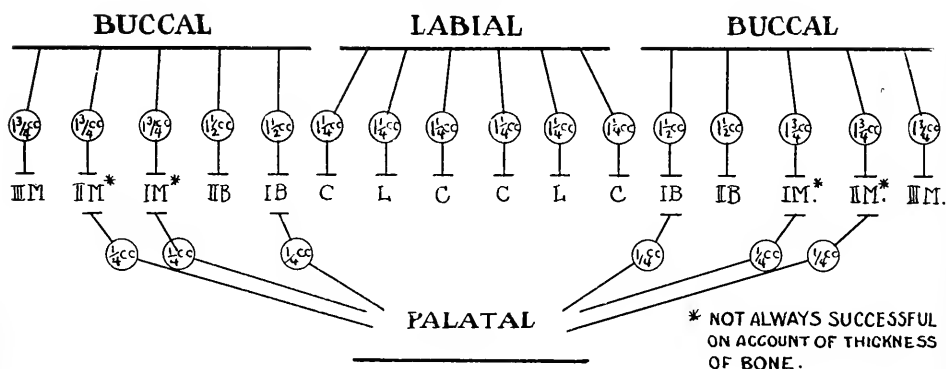 BUCCAL LABIAL BUCCAL
1¾CC 1¾CC 1¾CC 1½CC 1½CC 1¼CC 1¼CC 1¼CC 1¼CC 1¼CC 1¼CC 1½CC 1½CC 1¾CC 1¾CC 1¾CC
IIIM IIM* IM* IIB IB C L C C L C IB IIB IM.* IIM.* IIIM.
¼CC ¼CC ¼CC ¼CC ¼CC ¼CC
PALATAL
* NOT ALWAYS SUCCESSFUL
ON ACCOUNT OF THICKNESS
OF BONE.